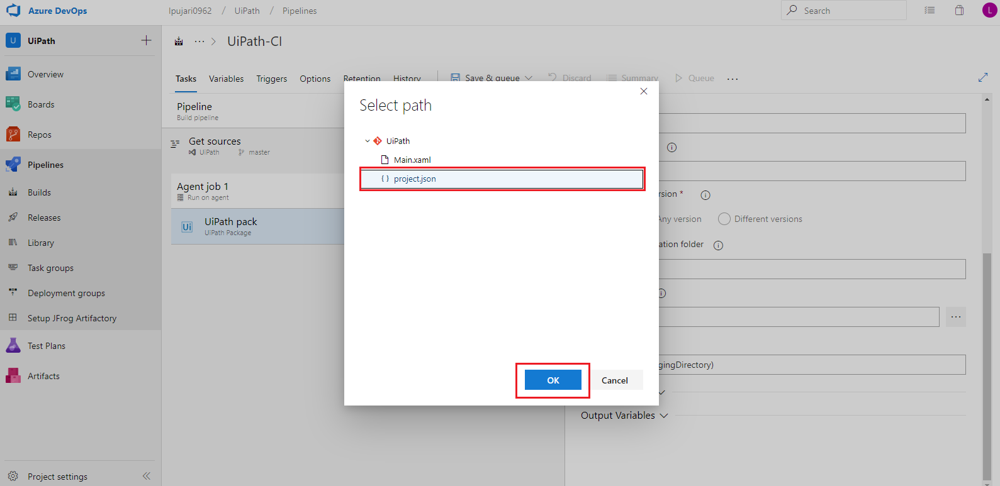 Azure DevOps
lpujari0962 / UiPath / Pipelines
Search
L
U UiPath
Overview
Boards
Repos
Pipelines
Builds
Releases
Library
Task groups
Deployment groups
Setup JFrog Artifactory
Test Plans
Artifacts
Project settings
··· > UiPath-CI
Tasks Variables Triggers Options Retention History Save & queue Discard Summary Queue ···
Pipeline
Build pipeline
Get sources
UiPath master
Agent job 1
Run on agent
Ui UiPath pack
UiPath Package
Select path
UiPath
Main.xaml
{ } project.json
OK Cancel
rsion *
Any version Different versions
ation folder
···
gingDirectory)
Output Variables